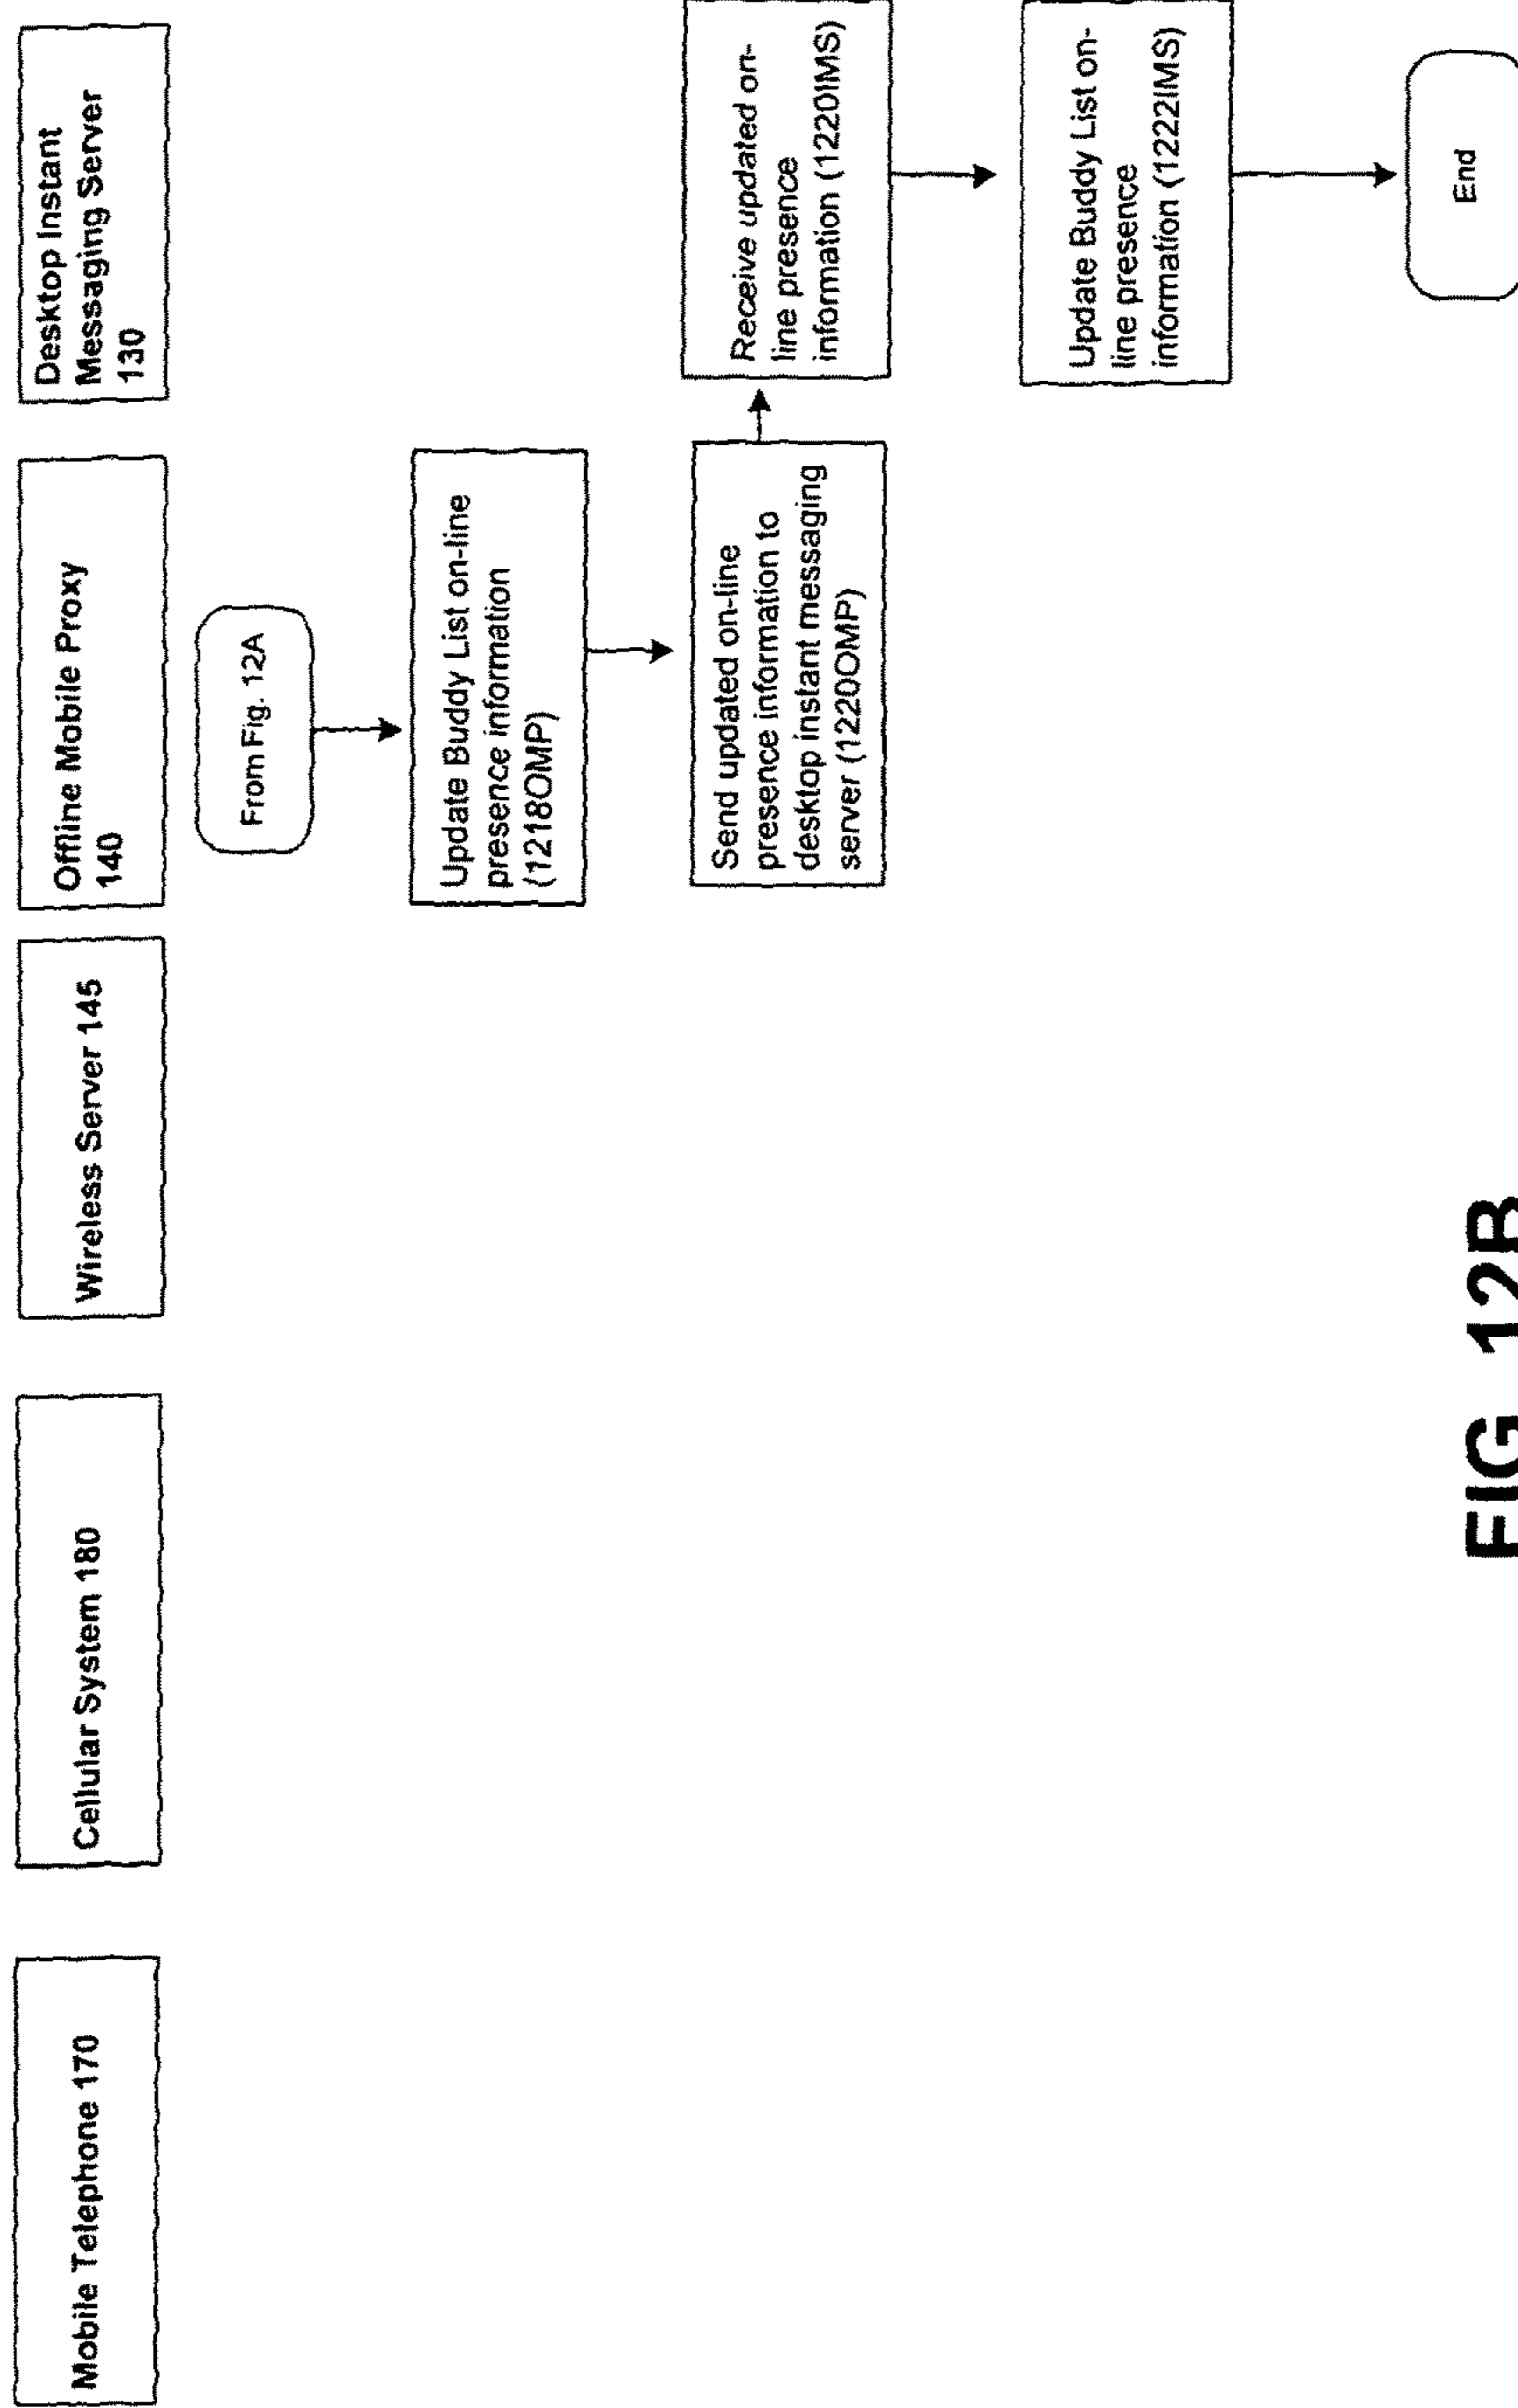 Mobile Telephone 170
Cellular System 180
Wireless Server 145
Offline Mobile Proxy
140
Desktop Instant
Messaging Server
130
From Fig. 12A
Update Buddy List on-line
presence information
(1218OMP)
Send updated on-line
presence information to
desktop instant messaging
server (1220OMP)
Receive updated on-
line presence
information (1220IMS)
Update Buddy List on-
line presence
information (1222IMS)
End
FIG. 12B